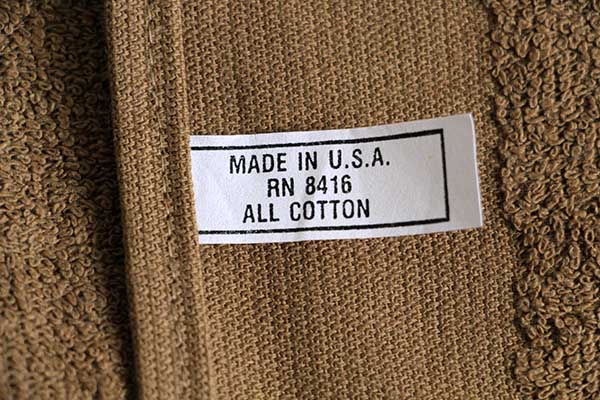 MADE IN U.S.A.
RN 8416
ALL COTTON